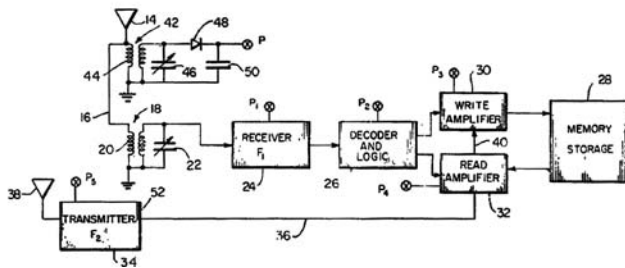 14
42
48
P
44
46
50
16
18
20
22
P1
RECEIVER
F1
24
26
P2
DECODER
AND
LOGIC
P3
30
WRITE
AMPLIFIER
28
MEMORY
STORAGE
40
READ
AMPLIFIER
P4
32
38
P5
52
TRANSMITTER
F2
34
36